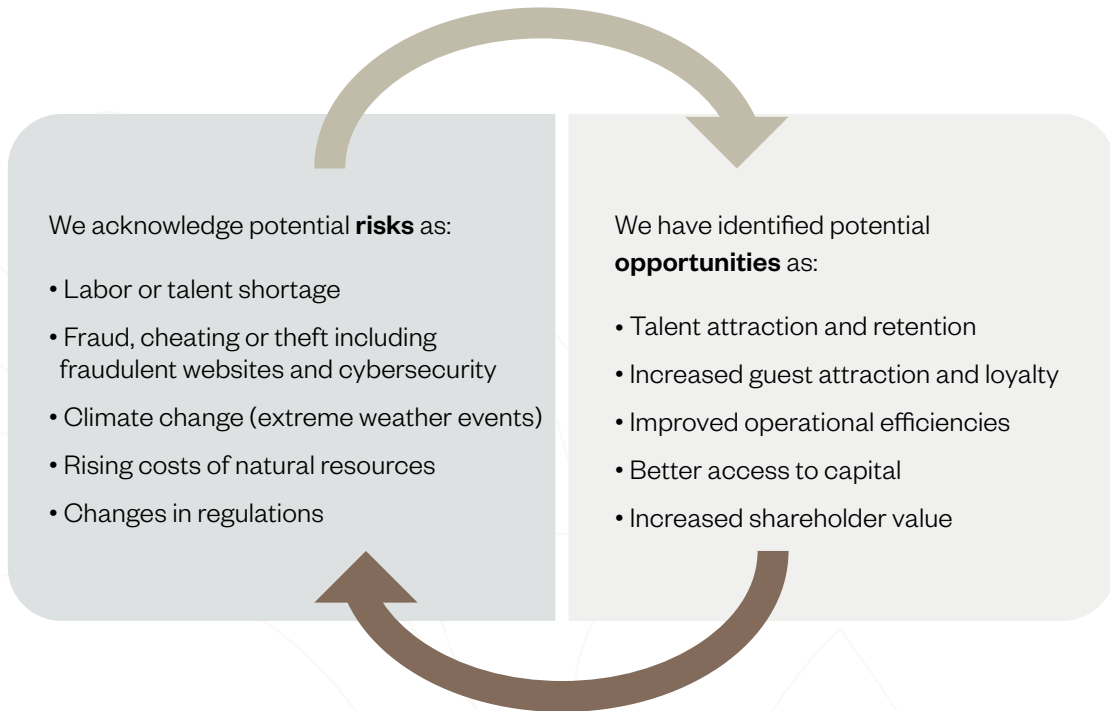 We acknowledge potential risks as:
• Labor or talent shortage
• Fraud, cheating or theft including
fraudulent websites and cybersecurity
• Climate change (extreme weather events)
• Rising costs of natural resources
• Changes in regulations
We have identified potential
opportunities as:
• Talent attraction and retention
• Increased guest attraction and loyalty
• Improved operational efficiencies
• Better access to capital
• Increased shareholder value